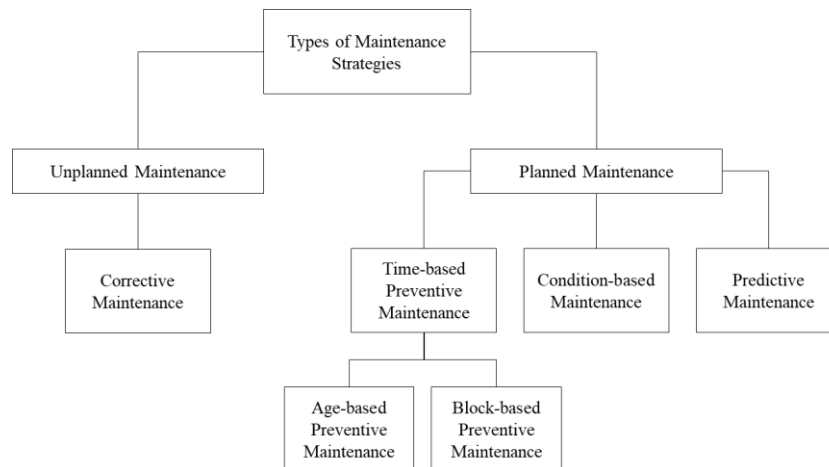 Types of Maintenance
Strategies
Unplanned Maintenance
Planned Maintenance
Corrective
Maintenance
Time-based
Preventive
Maintenance
Condition-based
Maintenance
Predictive
Maintenance
Age-based
Preventive
Maintenance
Block-based
Preventive
Maintenance